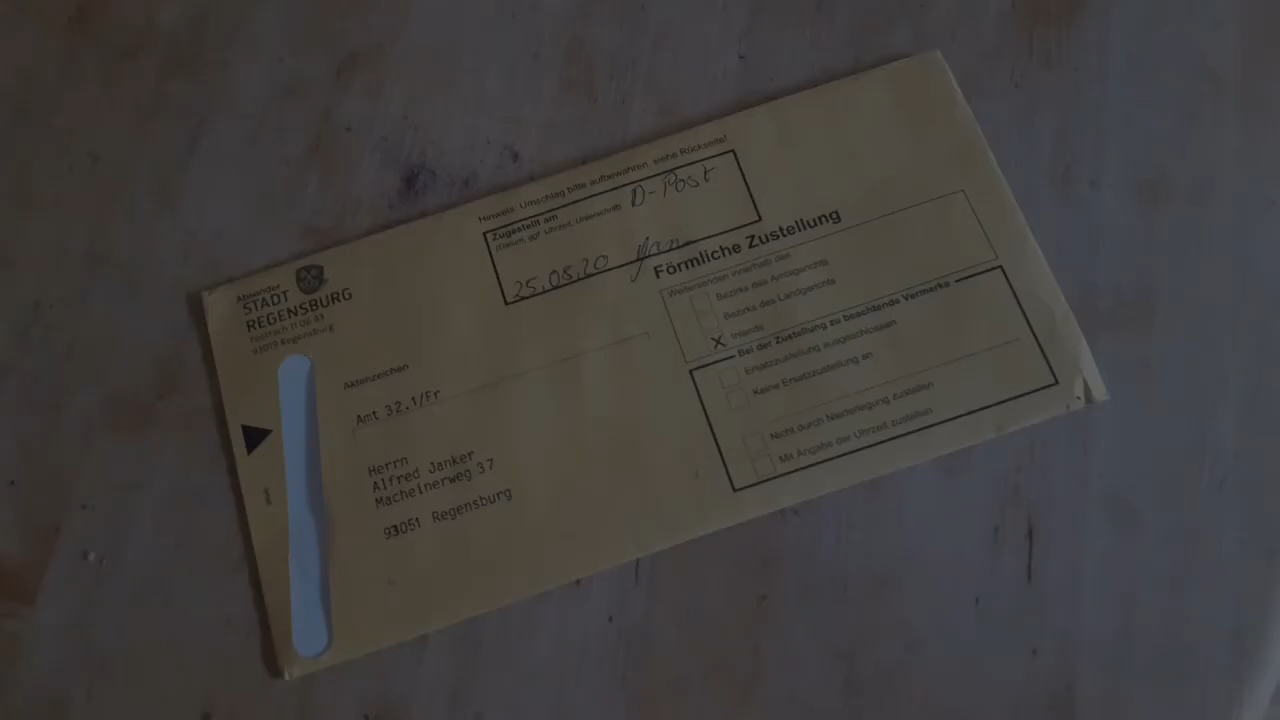 Hinweis: Umschlag bitte aufbewahren, siehe Rückseite!
Zugestellt am
(Datum, ggf. Uhrzeit, Unterschrift)
D-Post
25.08.20
Absender
STADT
REGENSBURG
Postfach 11 06 43
93019 Regensburg
Förmliche Zustellung
Weitersenden innerhalb des
Bezirks des Amtsgerichts
Bezirks des Landgerichts
X Inlands
Bei der Zustellung zu beachtende Vermerke
Ersatzzustellung ausgeschlossen
Keine Ersatzzustellung an
Nicht durch Niederlegung zustellen
Mit Angabe der Uhrzeit zustellen
Aktenzeichen
Amt 32.1/Fr
Herrn
Alfred Janker
Macheinerweg 37
93051 Regensburg